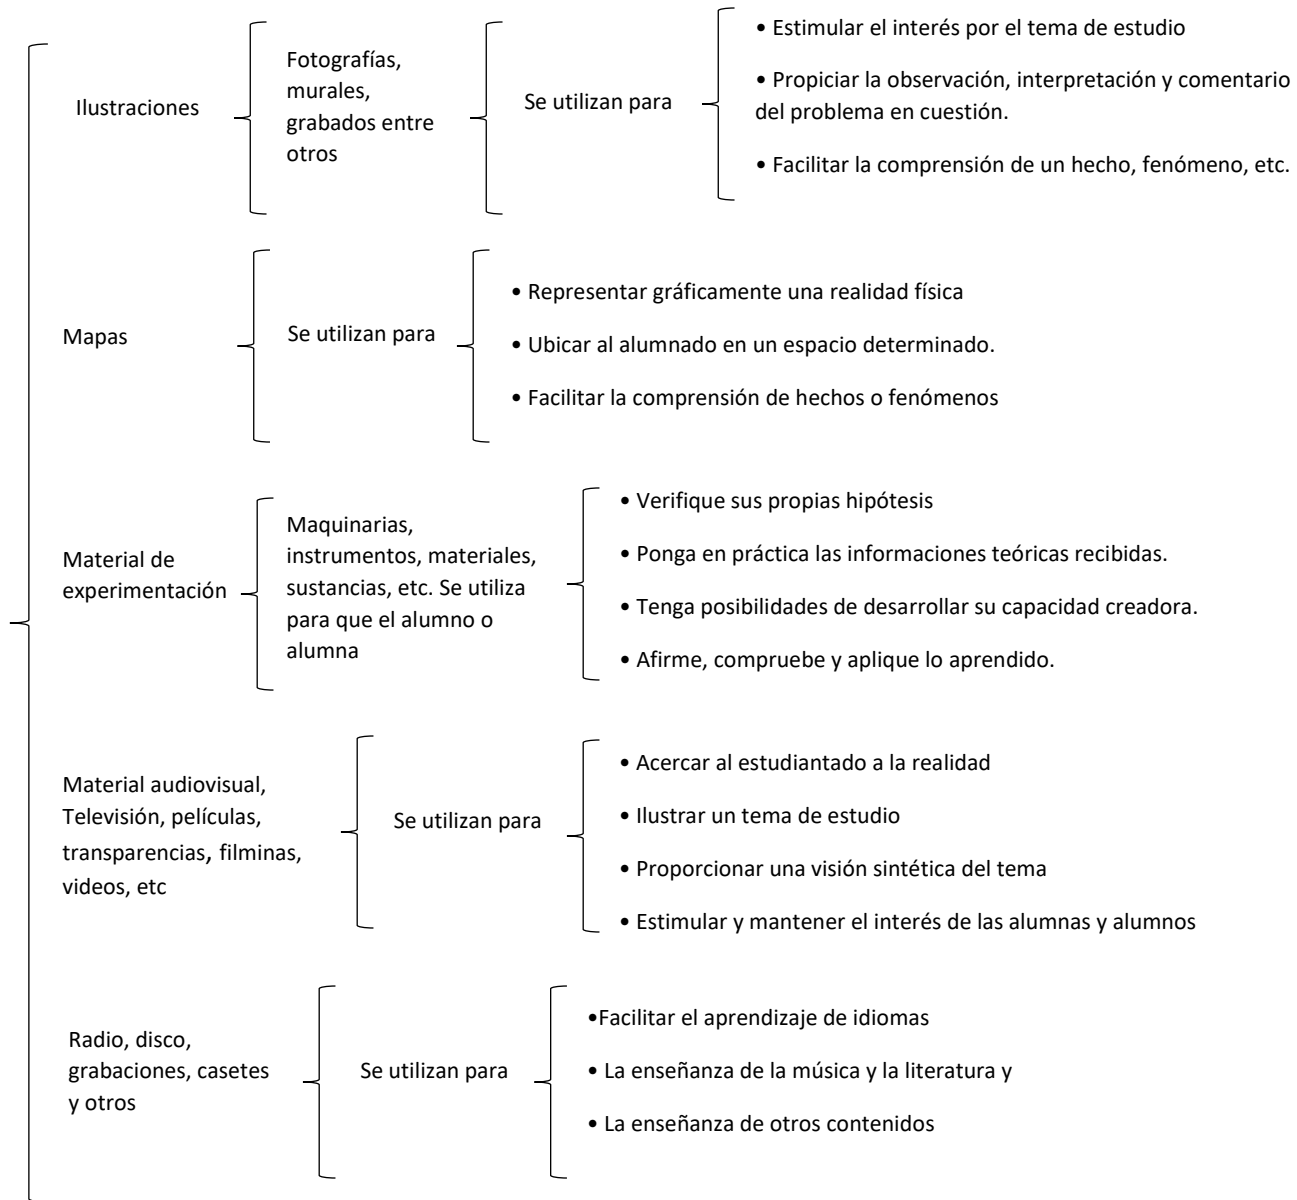 Ilustraciones
Fotografías,
murales,
grabados entre
otros
Se utilizan para
• Estimular el interés por el tema de estudio
• Propiciar la observación, interpretación y comentario
del problema en cuestión.
• Facilitar la comprensión de un hecho, fenómeno, etc.
Mapas
Se utilizan para
• Representar gráficamente una realidad física
• Ubicar al alumnado en un espacio determinado.
• Facilitar la comprensión de hechos o fenómenos
Material de
experimentación
Maquinarias,
instrumentos, materiales,
sustancias, etc. Se utiliza
para que el alumno o
alumna
• Verifique sus propias hipótesis
• Ponga en práctica las informaciones teóricas recibidas.
• Tenga posibilidades de desarrollar su capacidad creadora.
• Afirme, compruebe y aplique lo aprendido.
Material audiovisual,
Televisión, películas,
transparencias, filminas,
videos, etc
Se utilizan para
• Acercar al estudiantado a la realidad
• Ilustrar un tema de estudio
• Proporcionar una visión sintética del tema
• Estimular y mantener el interés de las alumnas y alumnos
Radio, disco,
grabaciones, casetes
y otros
Se utilizan para
•Facilitar el aprendizaje de idiomas
• La enseñanza de la música y la literatura y
• La enseñanza de otros contenidos